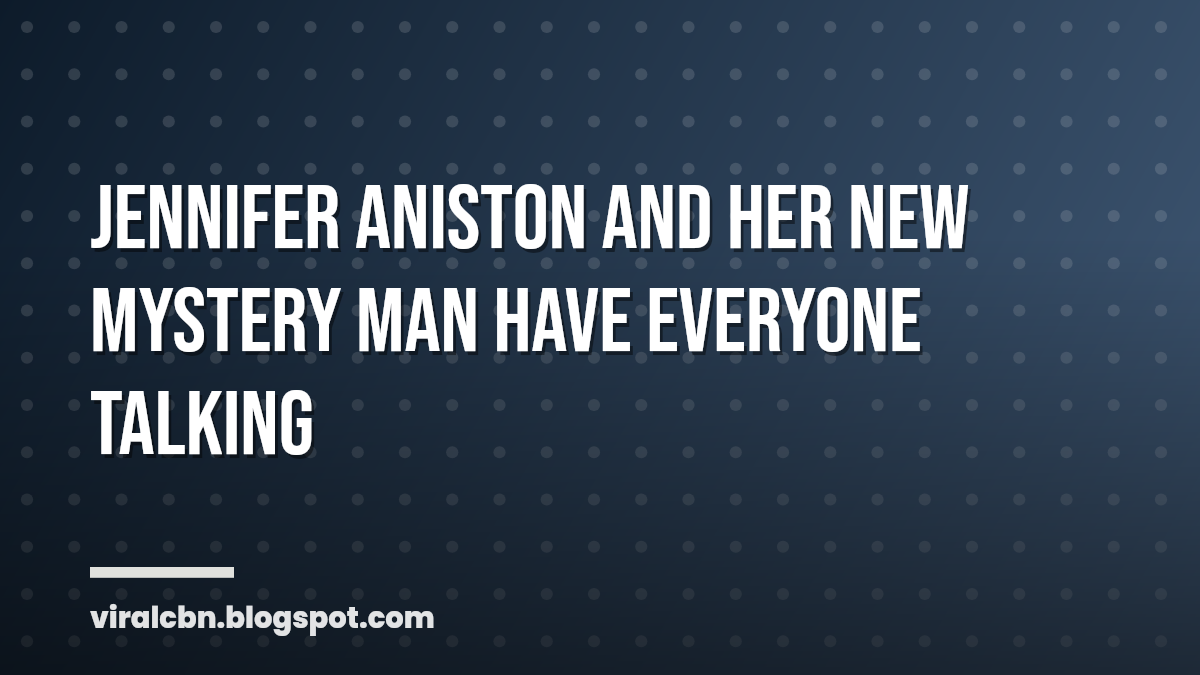 JENNIFER ANISTON AND HER NEW
MYSTERY MAN HAVE EVERYONE
TALKING
viralcbn.blogspot.com